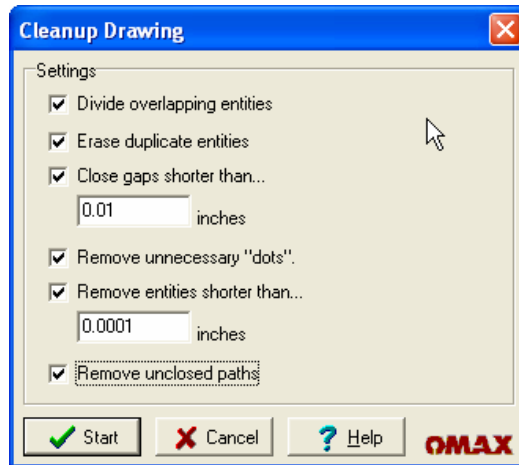 Cleanup Drawing
Settings
Divide overlapping entities
Erase duplicate entities
Close gaps shorter than...
0.01 inches
Remove unnecessary "dots".
Remove entities shorter than...
0.0001 inches
Remove unclosed paths
Start Cancel Help OMAX